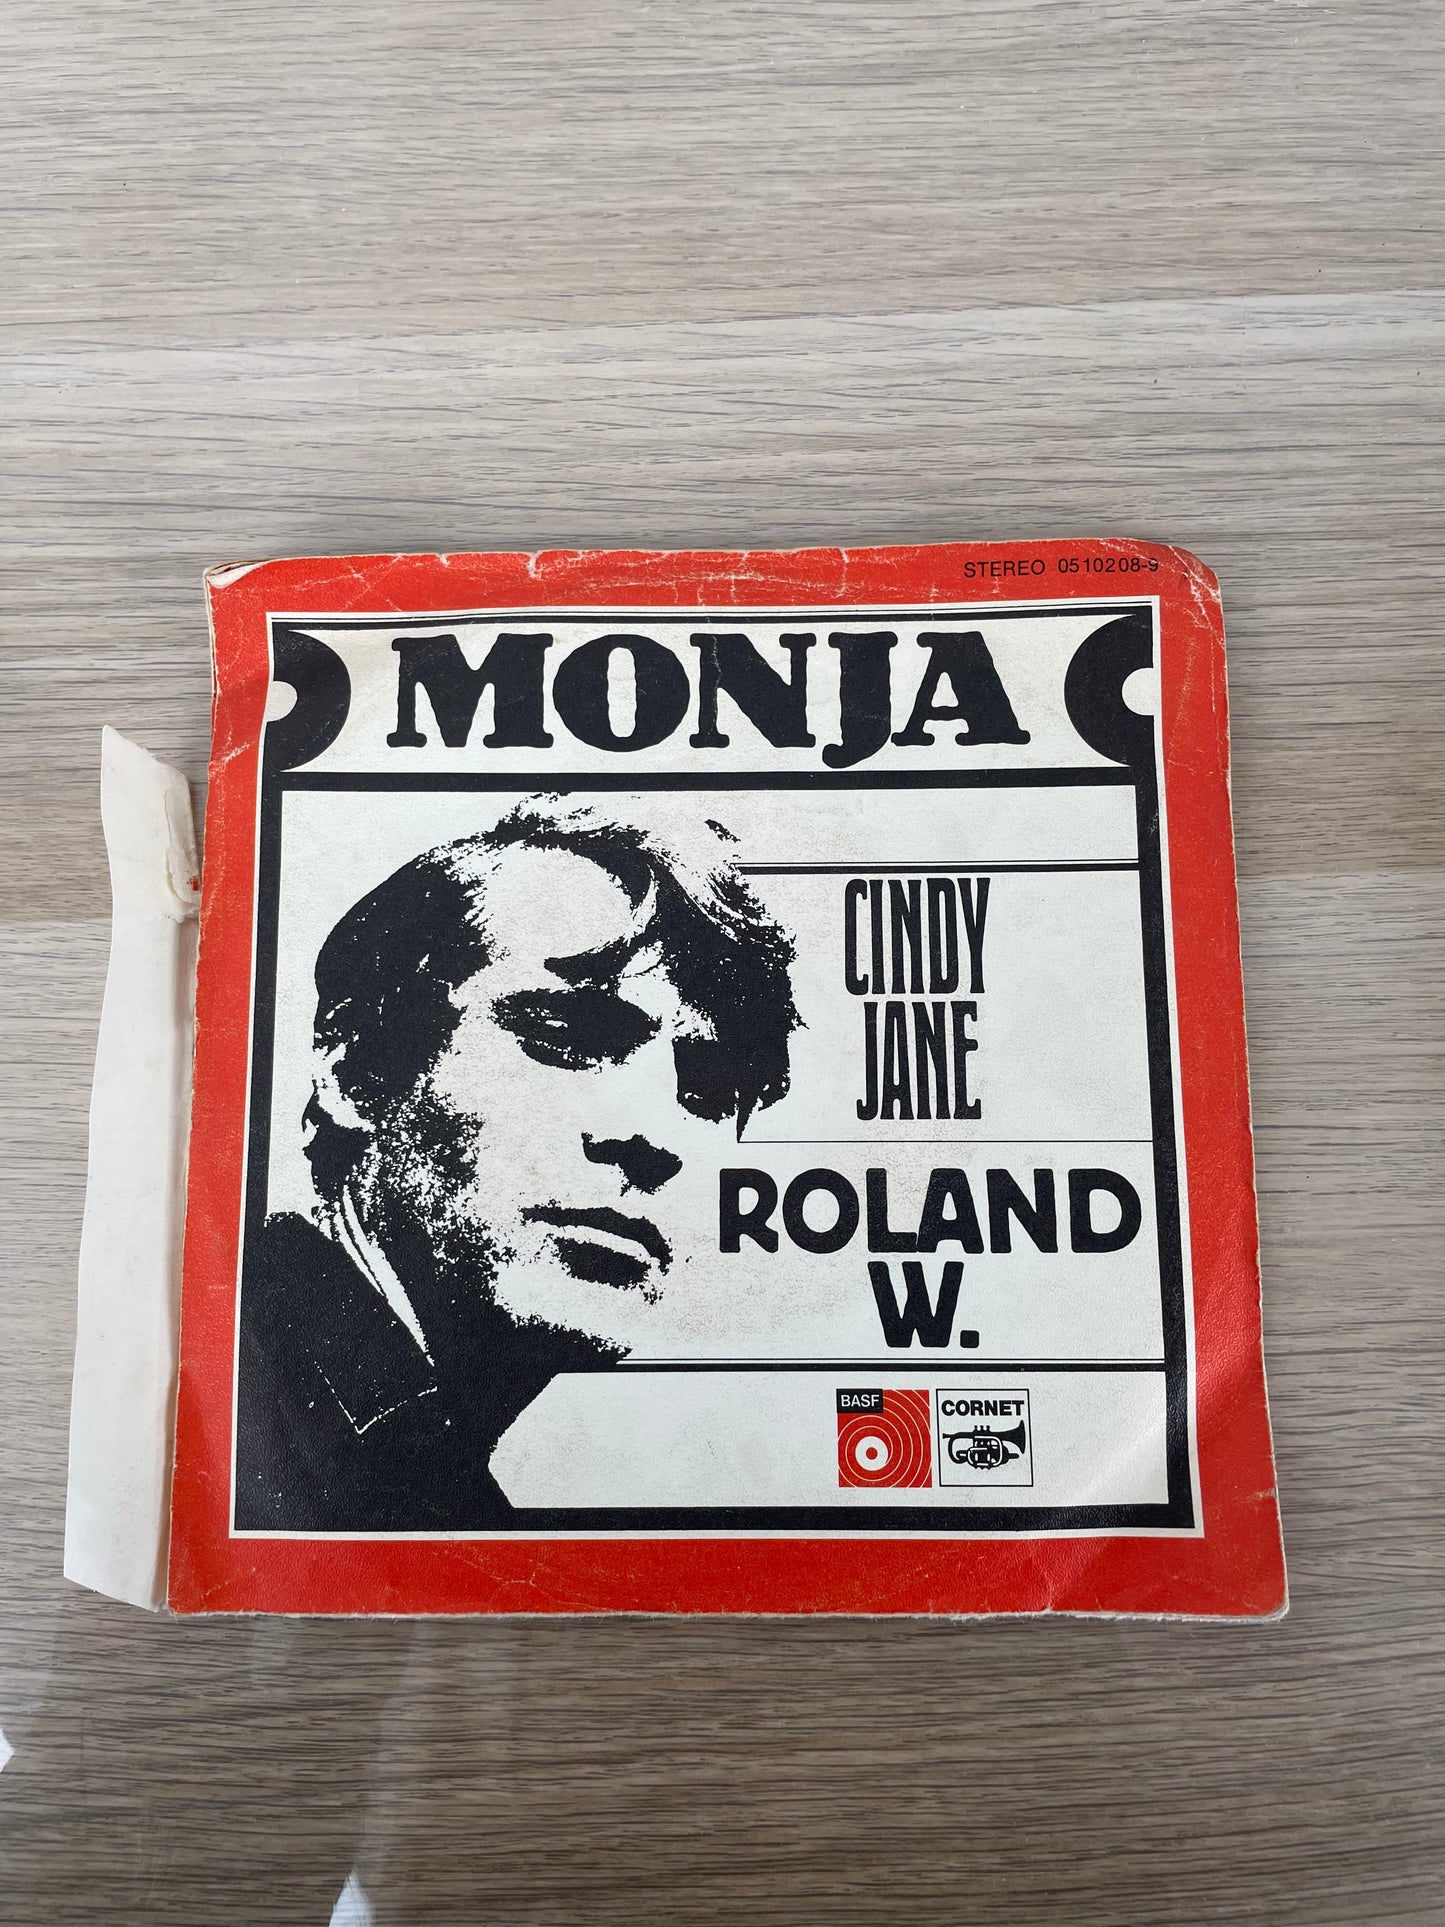 STEREO 0510208-9
MONJA
CINDY
JANE
ROLAND
W.
BASF
CORNET